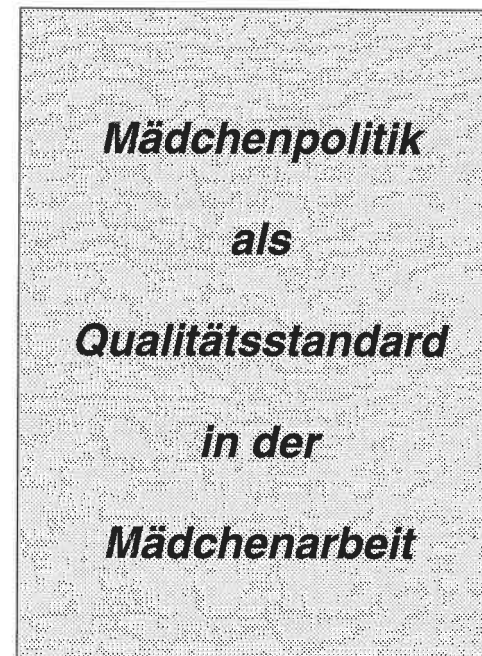 Mädchenpolitik
als
Qualitätsstandard
in der
Mädchenarbeit